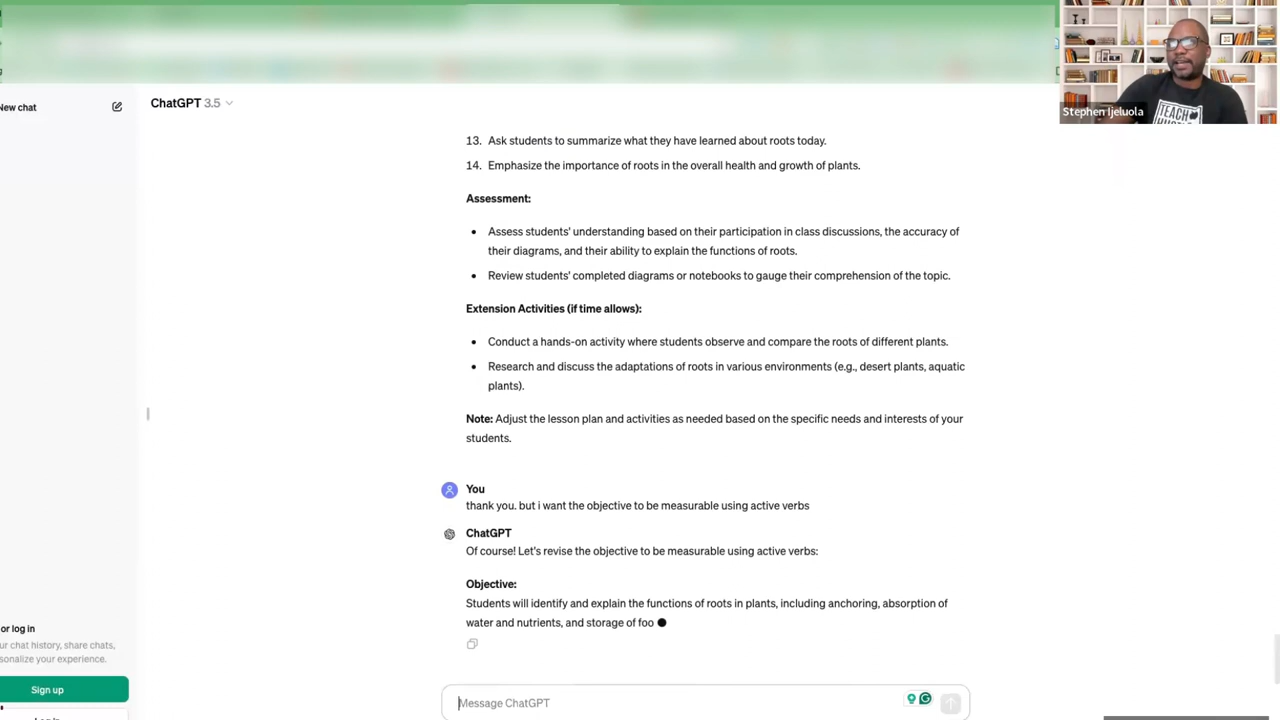 New chat
ChatGPT 3.5
Stephen Ijeluola
TEACH
13. Ask students to summarize what they have learned about roots today.
14. Emphasize the importance of roots in the overall health and growth of plants.
Assessment:
Assess students' understanding based on their participation in class discussions, the accuracy of
their diagrams, and their ability to explain the functions of roots.
Review students' completed diagrams or notebooks to gauge their comprehension of the topic.
Extension Activities (if time allows):
Conduct a hands-on activity where students observe and compare the roots of different plants.
Research and discuss the adaptations of roots in various environments (e.g., desert plants, aquatic
plants).
Note: Adjust the lesson plan and activities as needed based on the specific needs and interests of your
students.
You
thank you. but i want the objective to be measurable using active verbs
ChatGPT
Of course! Let's revise the objective to be measurable using active verbs:
Objective:
Students will identify and explain the functions of roots in plants, including anchoring, absorption of
water and nutrients, and storage of foo
or log in
ur chat history, share chats,
sonalize your experience.
Sign up
Message ChatGPT